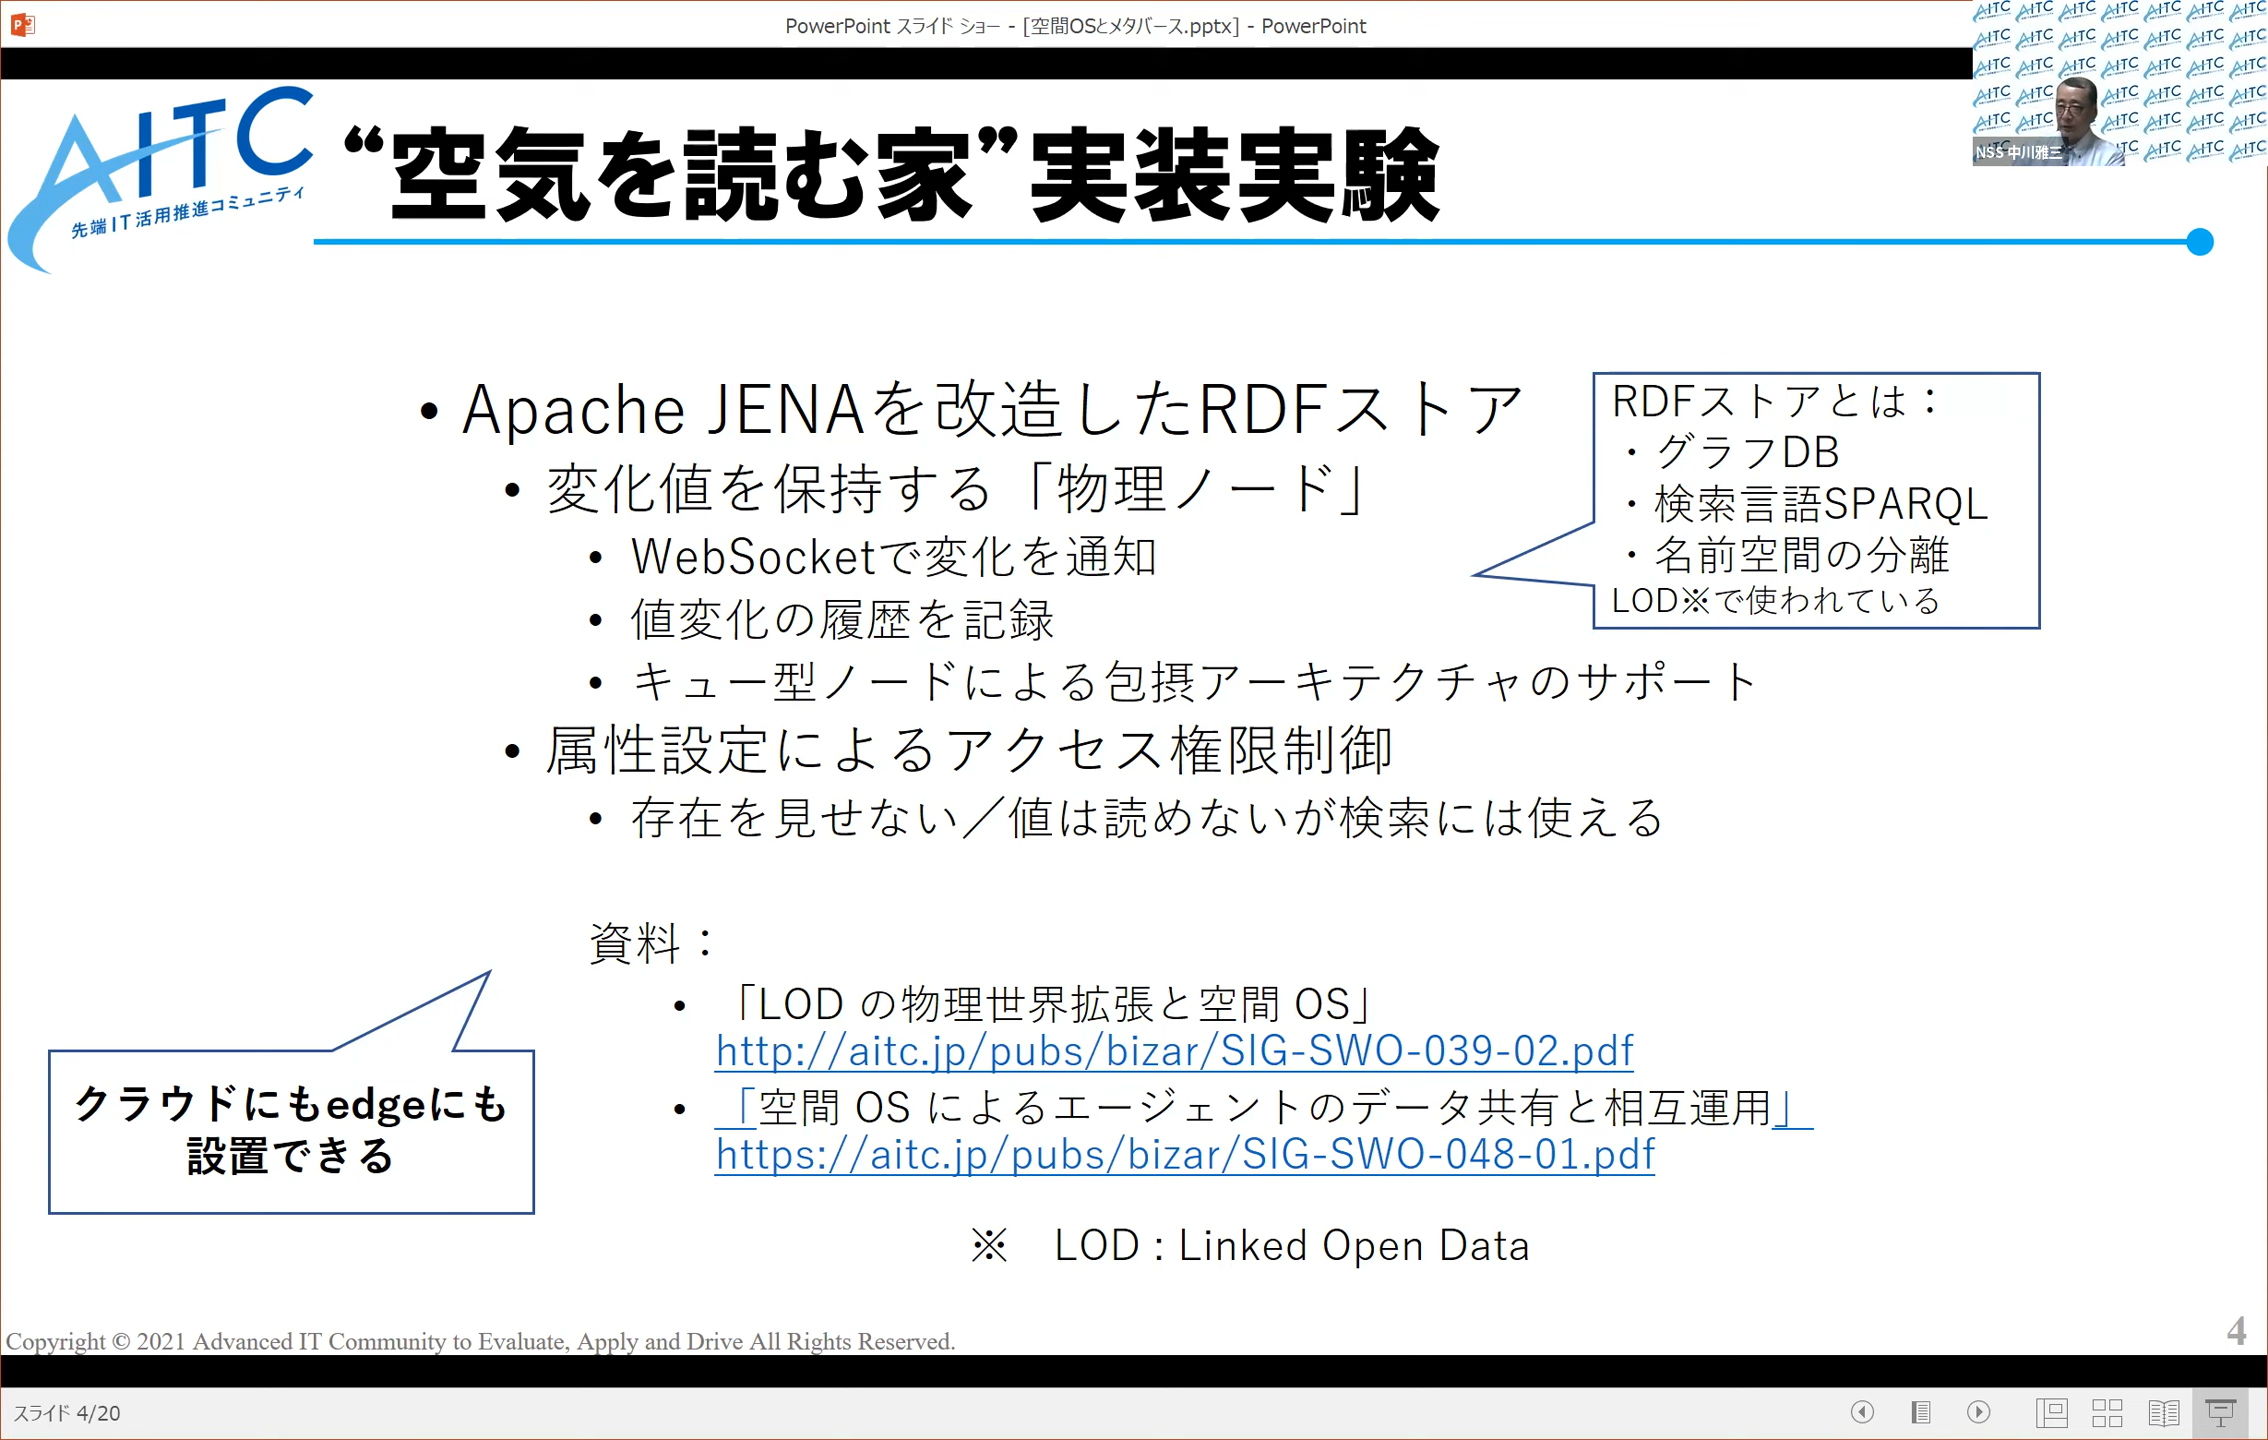 PowerPoint スライド ショー - [空間OSとメタバース.pptx] - PowerPoint
NSS 中川雅三
AITC
先端IT活用推進コミュニティ
“空気を読む家”実装実験
• Apache JENAを改造したRDFストア
• 変化値を保持する「物理ノード」
• WebSocketで変化を通知
• 値変化の履歴を記録
• キュー型ノードによる包摂アーキテクチャのサポート
• 属性設定によるアクセス権限制御
• 存在を見せない／値は読めないが検索には使える
RDFストアとは：
・グラフDB
・検索言語SPARQL
・名前空間の分離
LOD※で使われている
資料：
• 「LOD の物理世界拡張と空間 OS」
http://aitc.jp/pubs/bizar/SIG-SWO-039-02.pdf
• 「空間 OS によるエージェントのデータ共有と相互運用」
https://aitc.jp/pubs/bizar/SIG-SWO-048-01.pdf
クラウドにもedgeにも
設置できる
※　LOD : Linked Open Data
Copyright © 2021 Advanced IT Community to Evaluate, Apply and Drive All Rights Reserved.
4
スライド 4/20